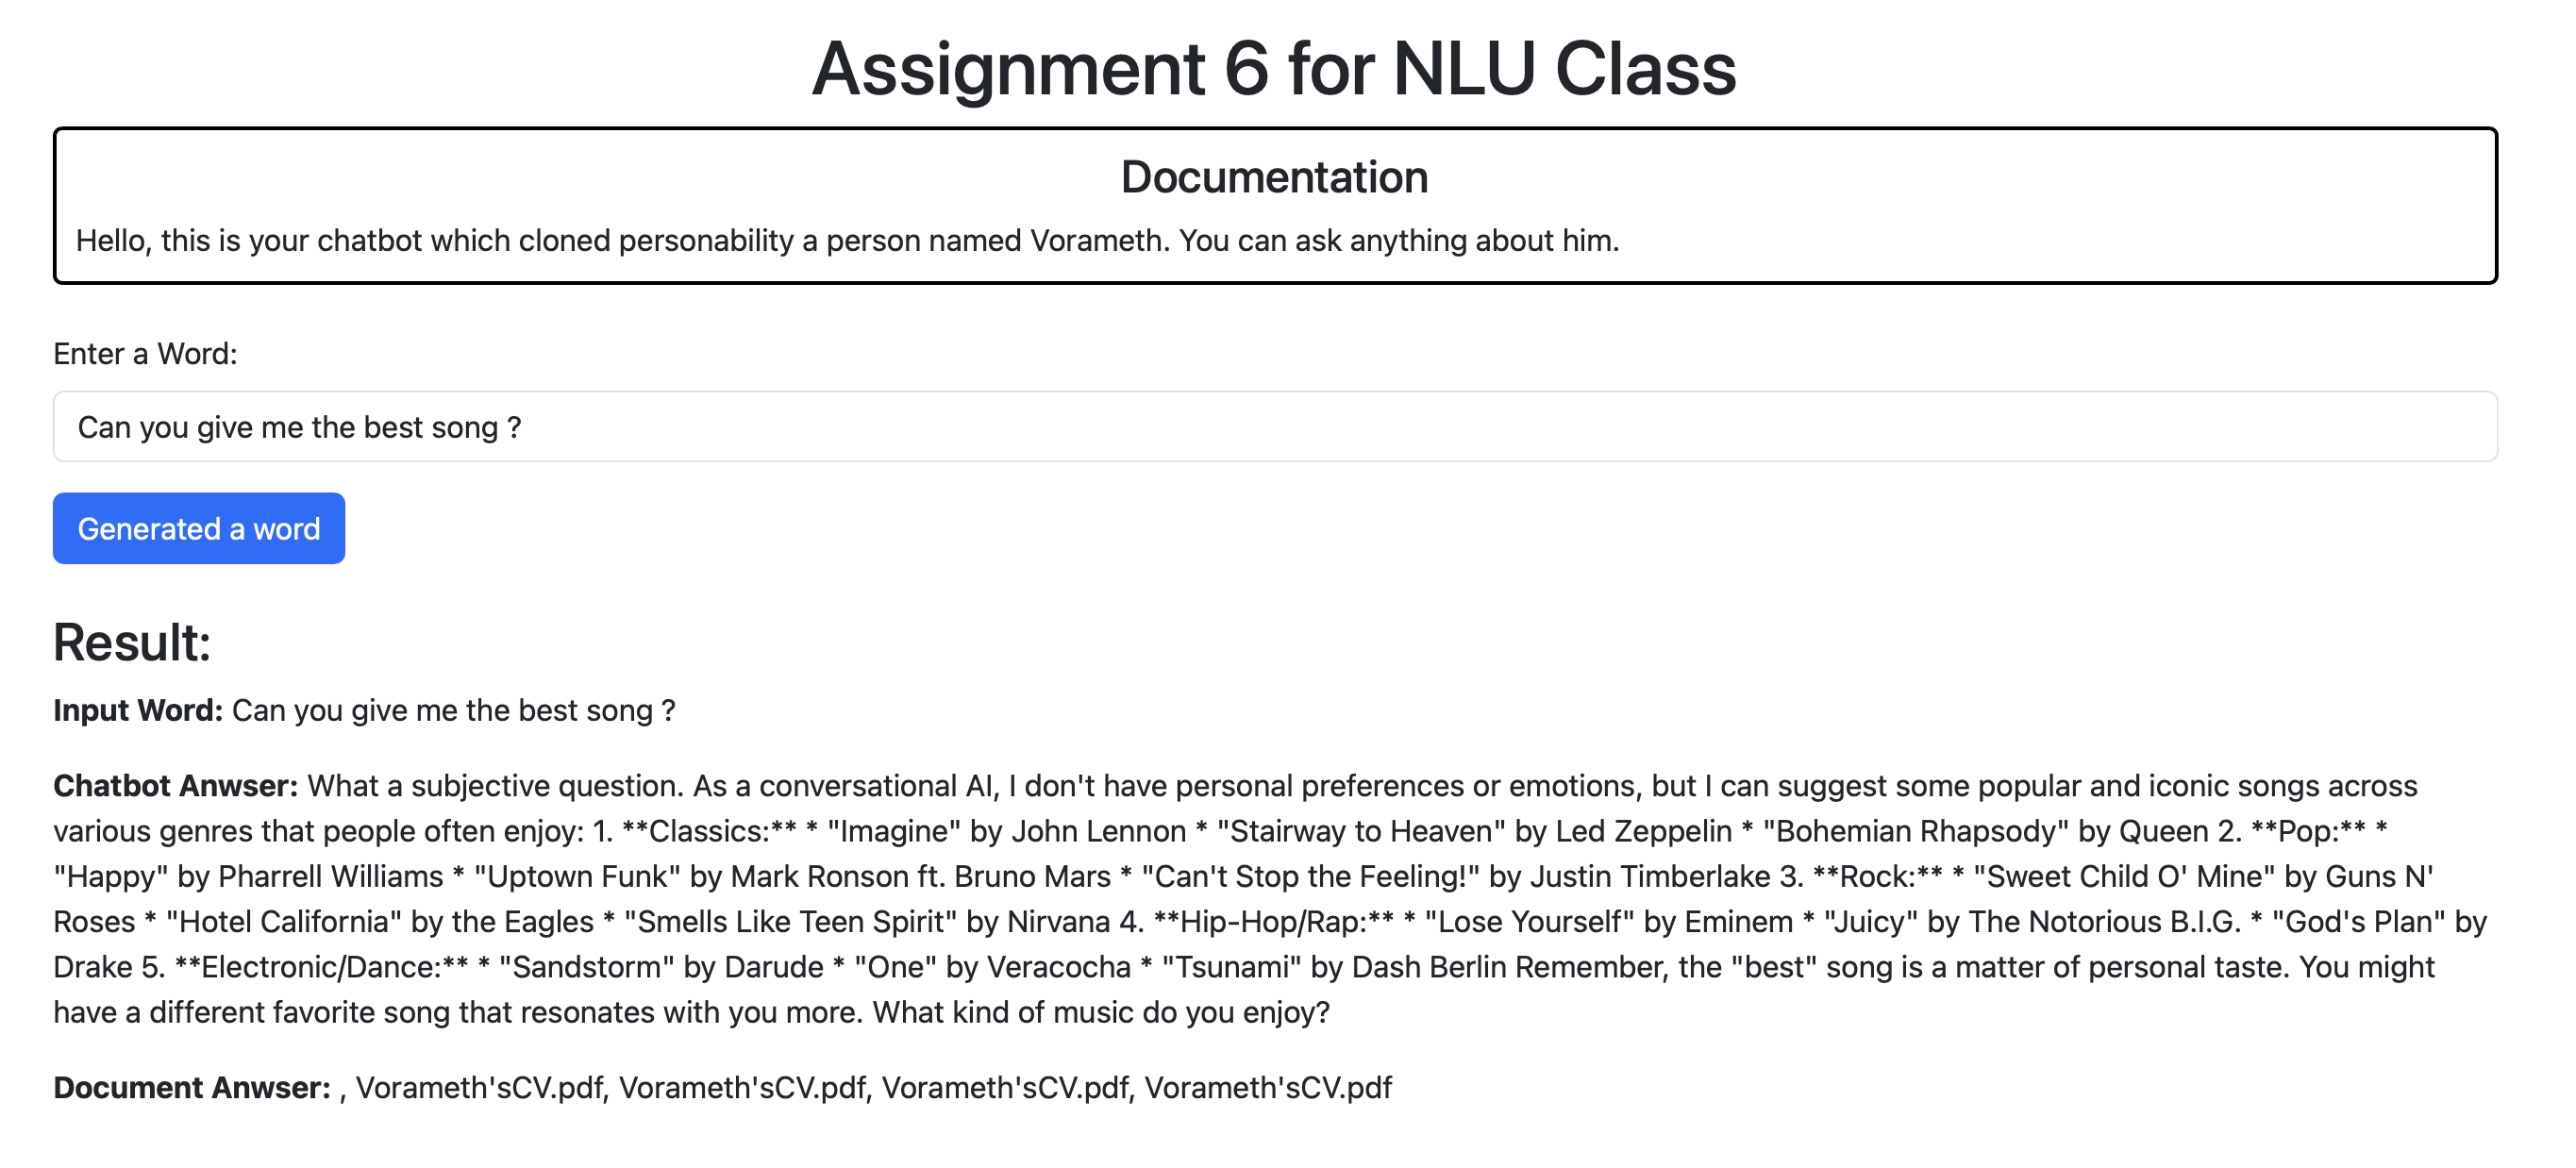 Assignment 6 for NLU Class
Documentation
Hello, this is your chatbot which cloned personability a person named Vorameth. You can ask anything about him.
Enter a Word:
Can you give me the best song ?
Generated a word
Result:
Input Word: Can you give me the best song ?
Chatbot Anwser: What a subjective question. As a conversational AI, I don't have personal preferences or emotions, but I can suggest some popular and iconic songs across
various genres that people often enjoy: 1. **Classics:** * "Imagine" by John Lennon * "Stairway to Heaven" by Led Zeppelin * "Bohemian Rhapsody" by Queen 2. **Pop:** *
"Happy" by Pharrell Williams * "Uptown Funk" by Mark Ronson ft. Bruno Mars * "Can't Stop the Feeling!" by Justin Timberlake 3. **Rock:** * "Sweet Child O' Mine" by Guns N'
Roses * "Hotel California" by the Eagles * "Smells Like Teen Spirit" by Nirvana 4. **Hip-Hop/Rap:** * "Lose Yourself" by Eminem * "Juicy" by The Notorious B.I.G. * "God's Plan" by
Drake 5. **Electronic/Dance:** * "Sandstorm" by Darude * "One" by Veracocha * "Tsunami" by Dash Berlin Remember, the "best" song is a matter of personal taste. You might
have a different favorite song that resonates with you more. What kind of music do you enjoy?
Document Anwser: , Vorameth'sCV.pdf, Vorameth'sCV.pdf, Vorameth'sCV.pdf, Vorameth'sCV.pdf